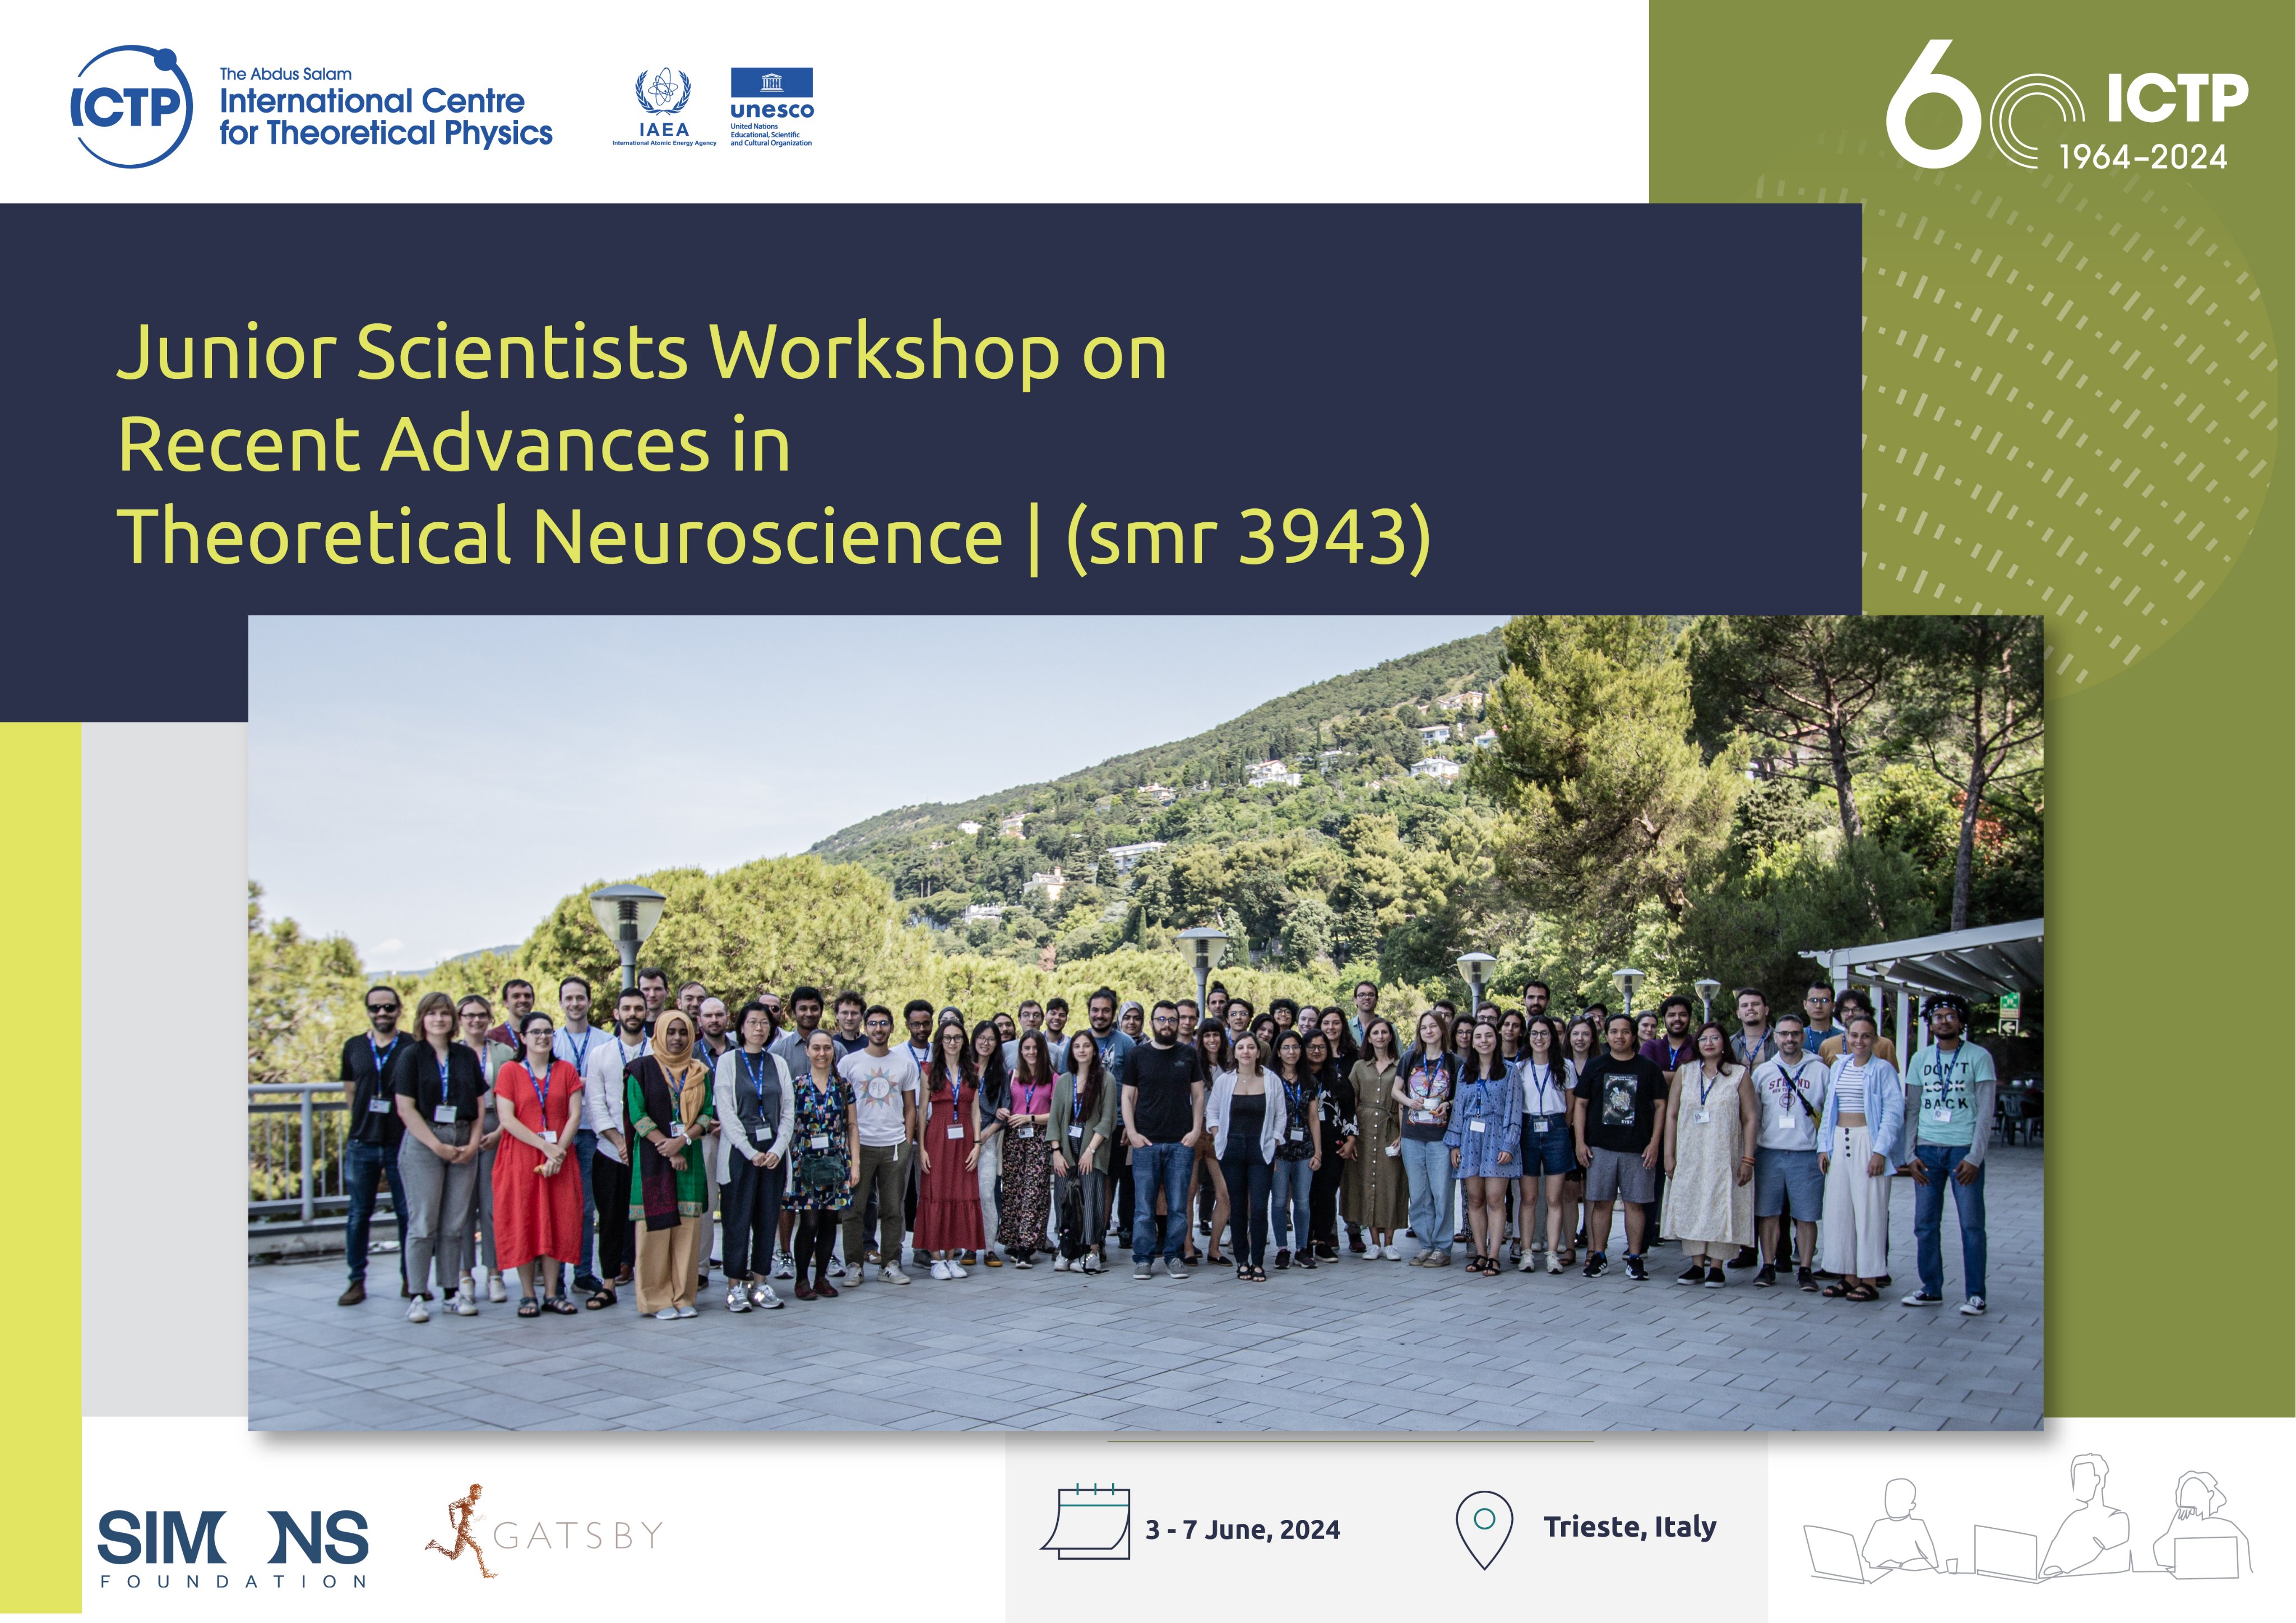 ICTP
The Abdus Salam
International Centre
for Theoretical Physics
IAEA
International Atomic Energy Agency
unesco
United Nations
Educational, Scientific
and Cultural Organization
60 ICTP
1964–2024
Junior Scientists Workshop on
Recent Advances in
Theoretical Neuroscience | (smr 3943)
DON'T
LOOK
BACK
SIMONS
FOUNDATION
GATSBY
3 - 7 June, 2024
Trieste, Italy